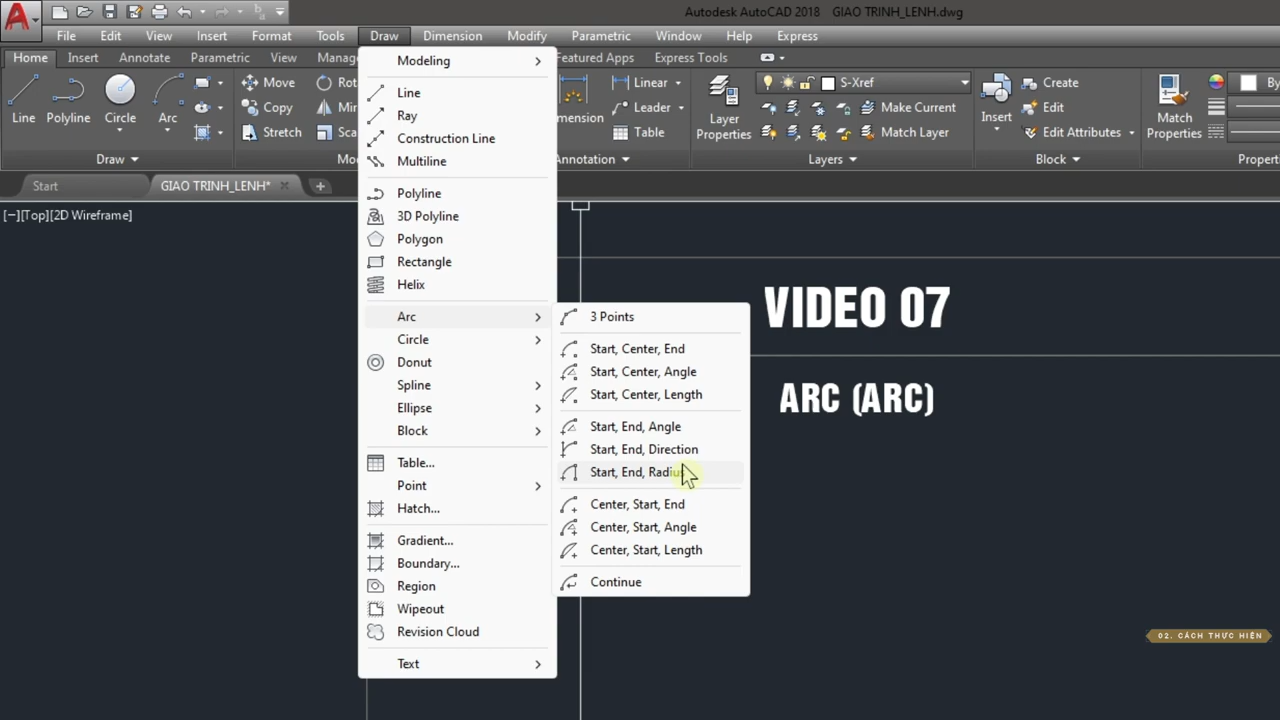 Autodesk AutoCAD 2018 GIAO TRINH_LENH.dwg
File Edit View Insert Format Tools Draw Dimension Modify Parametric Window Help Express
Home Insert Annotate Parametric View Featured Apps Express Tools
Move
Linear
S-Xref
Create
Copy
Leader
Make Current
Edit
Line Polyline Circle Arc
Stretch
Table
Layer
Properties
Match Layer
Insert
Edit Attributes
Match
Properties
Draw
Layers
Block
Start
GIAO TRINH_LENH*
[−][Top][2D Wireframe]
Modeling
Line
Ray
Construction Line
Multiline
Polyline
3D Polyline
Polygon
Rectangle
Helix
Arc
Circle
Donut
Spline
Ellipse
Block
Table...
Point
Hatch...
Gradient...
Boundary...
Region
Wipeout
Revision Cloud
Text
3 Points
Start, Center, End
Start, Center, Angle
Start, Center, Length
Start, End, Angle
Start, End, Direction
Start, End, Radius
Center, Start, End
Center, Start, Angle
Center, Start, Length
Continue
VIDEO 07
ARC (ARC)
02. CÁCH THỰC HIỆN